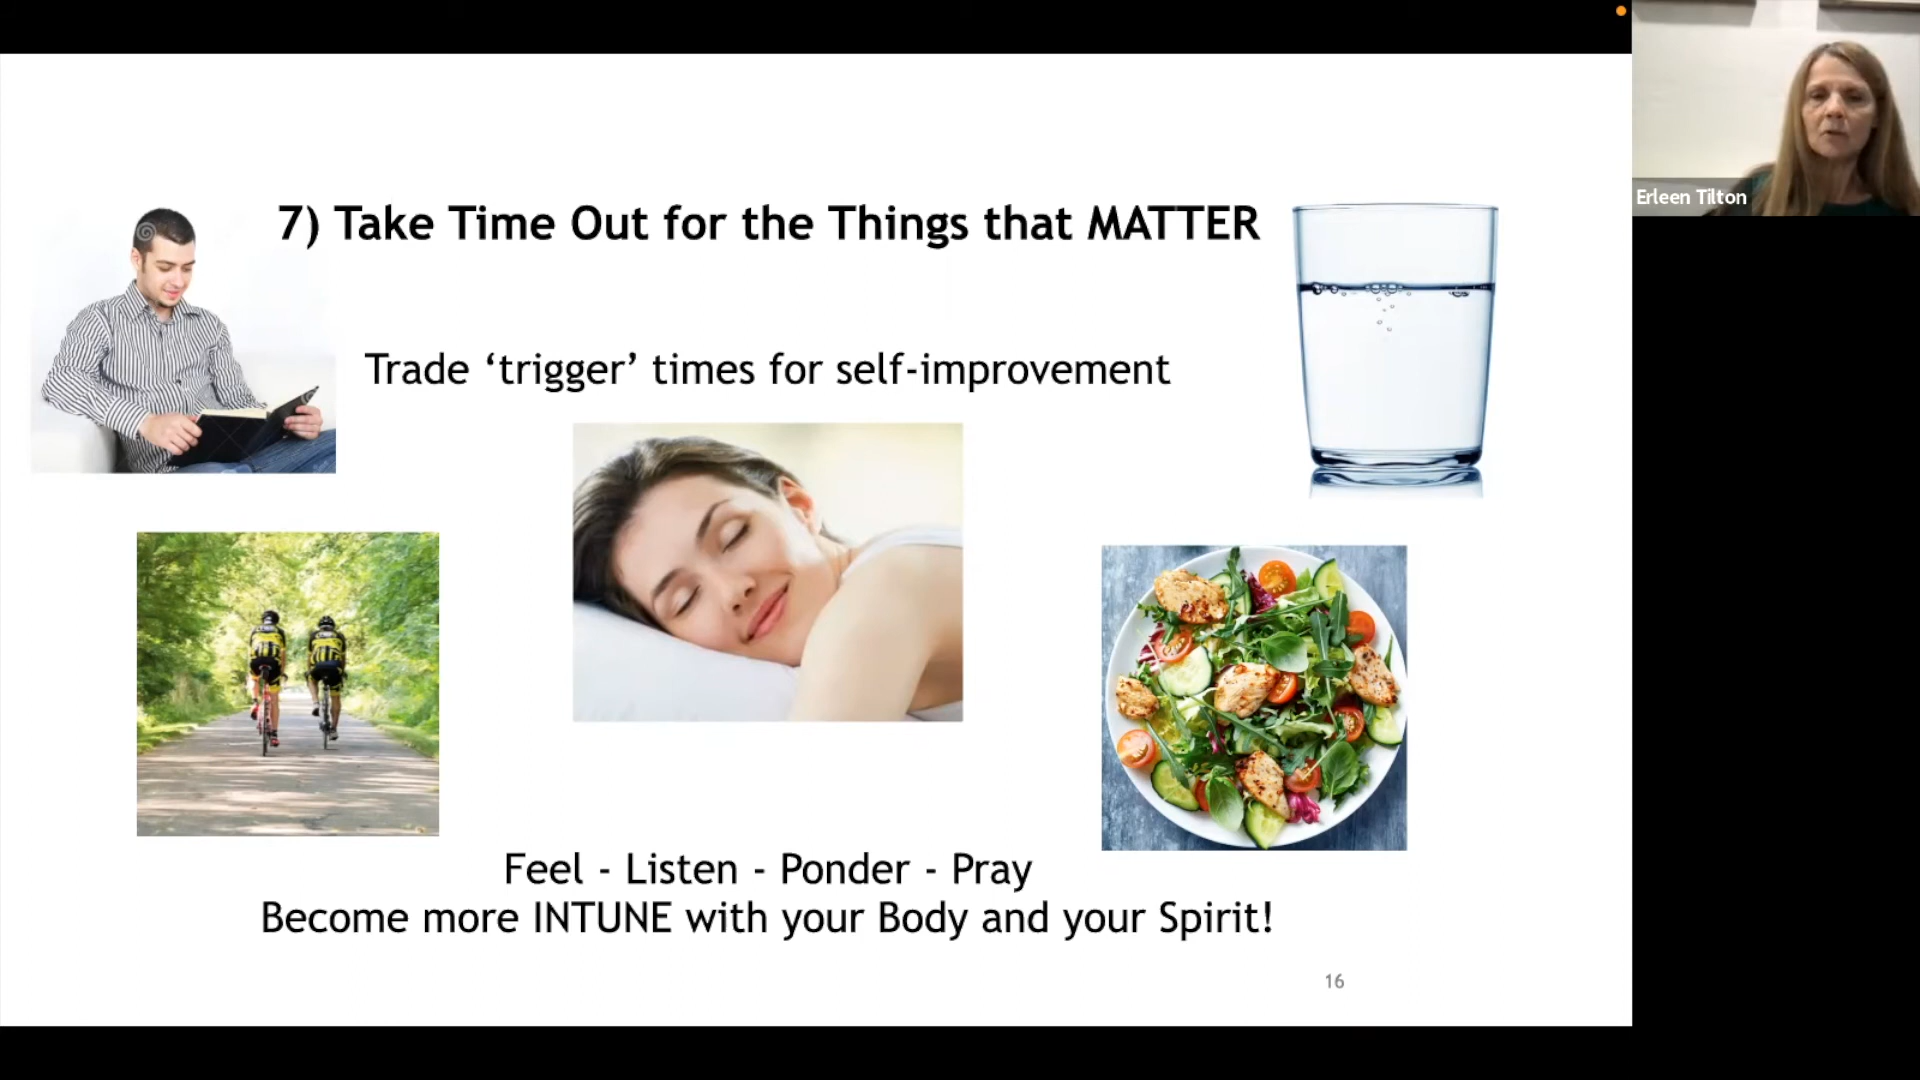 7) Take Time Out for the Things that MATTER
Erleen Tilton
Trade ‘trigger’ times for self-improvement
Feel - Listen - Ponder - Pray
Become more INTUNE with your Body and your Spirit!
16